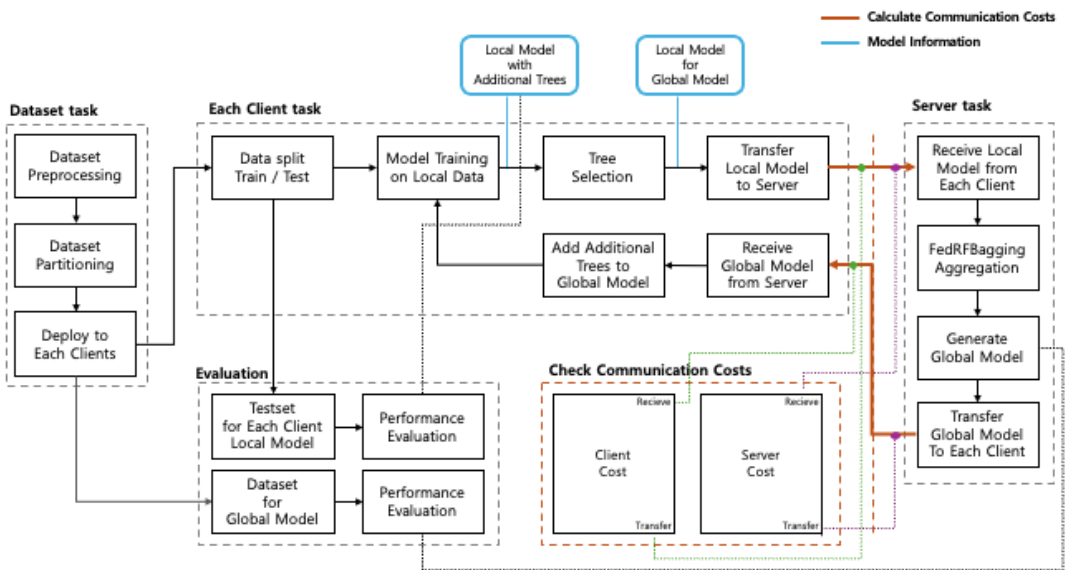 Calculate Communication Costs
Model Information
Local Model
with
Additional Trees
Local Model
for
Global Model
Dataset task
Each Client task
Server task
Dataset
Preprocessing
Data split
Train / Test
Model Training
on Local Data
Tree
Selection
Transfer
Local Model
to Server
Receive Local
Model from
Each Client
Dataset
Partitioning
Add Additional
Trees to
Global Model
Receive
Global Model
from Server
FedRFBagging
Aggregation
Deploy to
Each Clients
Generate
Global Model
Evaluation
Check Communication Costs
Testset
for Each Client
Local Model
Performance
Evaluation
Recieve
Client
Cost
Transfer
Recieve
Server
Cost
Transfer
Transfer
Global Model
To Each Client
Dataset
for
Global Model
Performance
Evaluation